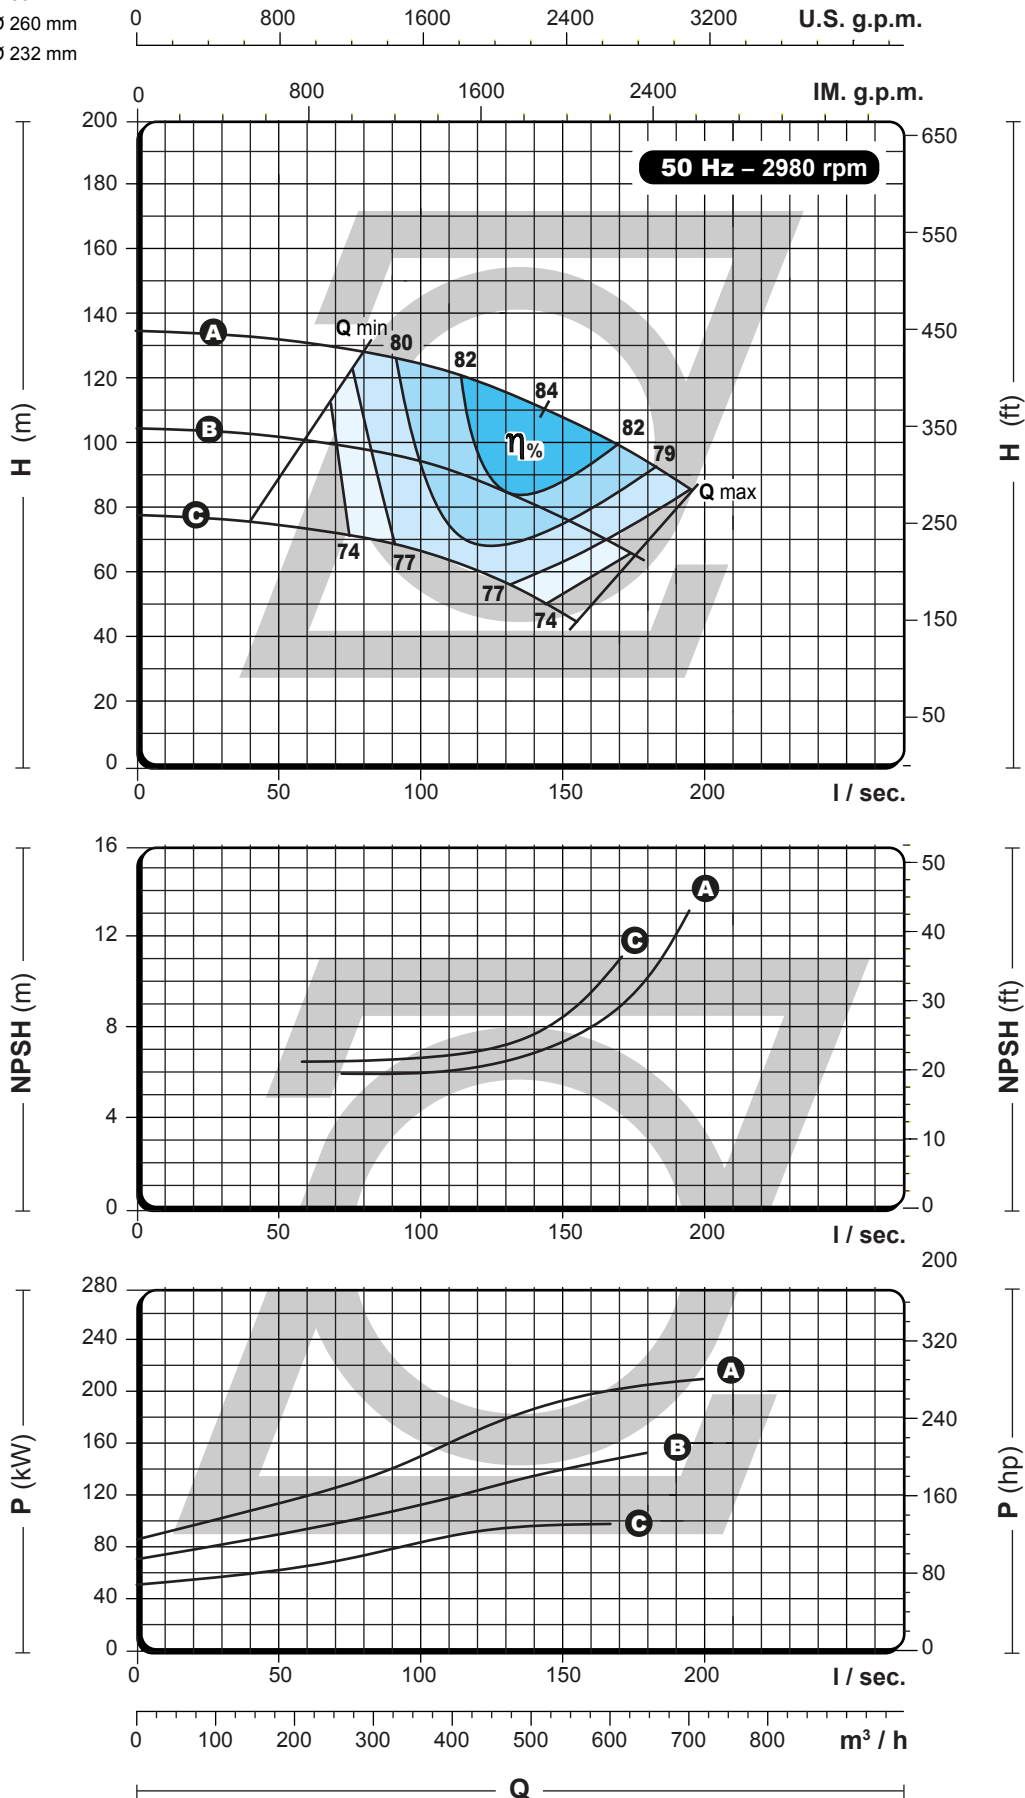 Ø 260 mm
Ø 232 mm
0 800 1600 2400 3200 U.S. g.p.m.
0 800 1600 2400 IM. g.p.m.
50 Hz – 2980 rpm
H (m)
200
180
160
140
120
100
80
60
40
20
0
650
550
450
350
250
150
50
H (ft)
A
B
C
Q min
80
82
84
82
79
Q max
η%
74
77
77
74
0 50 100 150 200 l / sec.
NPSH (m)
16
12
8
4
0
50
40
30
20
10
0
NPSH (ft)
A
C
0 50 100 150 200 l / sec.
200
P (kW)
280
240
200
160
120
80
40
0
320
240
160
80
0
P (hp)
A
B
C
0 50 100 150 200 l / sec.
0 100 200 300 400 500 600 700 800 m³ / h
Q